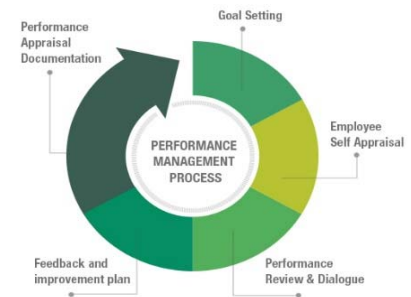 Goal Setting
Performance
Appraisal
Documentation
PERFORMANCE
MANAGEMENT
PROCESS
Employee
Self Appraisal
Feedback and
improvement plan
Performance
Review & Dialogue